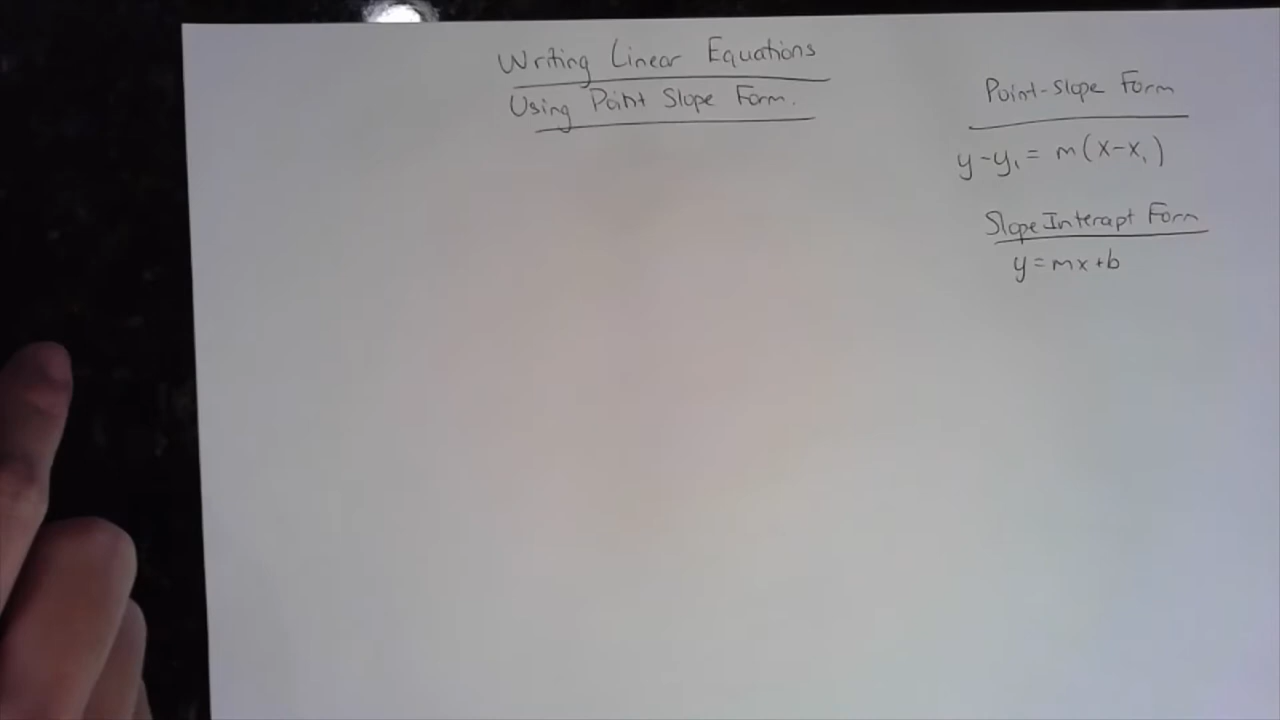 Writing Linear Equations
Using Point Slope Form.
Point-Slope Form
y-y₁ = m(x-x₁)
Slope Intercept Form
y=mx+b